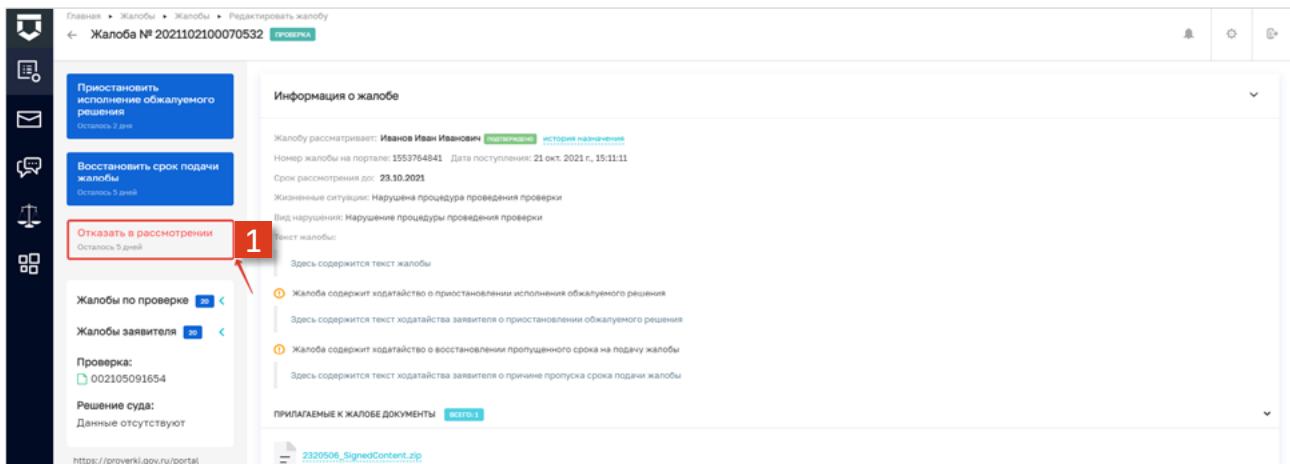 Главная ▸ Жалобы ▸ Жалобы ▸ Редактировать жалобу
← Жалоба № 2021102100070532 ПРОВЕРКА
Приостановить
исполнение обжалуемого
решения
Осталось 2 дня
Восстановить срок подачи
жалобы
Осталось 5 дней
Отказать в рассмотрении
Осталось 5 дней
1
Жалобы по проверке 20
Жалобы заявителя 20
Проверка:
002105091654
Решение суда:
Данные отсутствуют
https://proverki.gov.ru/portal
Информация о жалобе
Жалобу рассматривает: Иванов Иван Иванович ПОДТВЕРЖДЕНО история назначения
Номер жалобы на портале: 1553764841 Дата поступления: 21 окт. 2021 г., 15:11:11
Срок рассмотрения до: 23.10.2021
Жизненные ситуации: Нарушена процедура проведения проверки
Вид нарушения: Нарушение процедуры проведения проверки
Текст жалобы:
Здесь содержится текст жалобы
Жалоба содержит ходатайство о приостановлении исполнения обжалуемого решения
Здесь содержится текст ходатайства заявителя о приостановлении обжалуемого решения
Жалоба содержит ходатайство о восстановлении пропущенного срока на подачу жалобы
Здесь содержится текст ходатайства заявителя о причине пропуска срока подачи жалобы
ПРИЛАГАЕМЫЕ К ЖАЛОБЕ ДОКУМЕНТЫ ВСЕГО: 1
2320506_SignedContent.zip